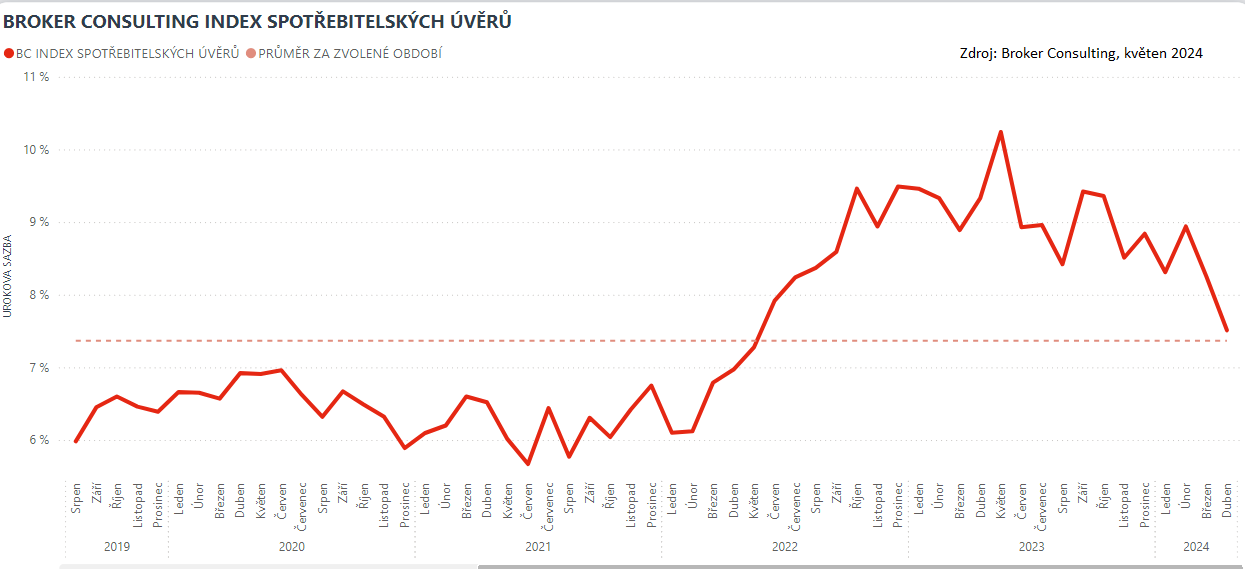 BROKER CONSULTING INDEX SPOTŘEBITELSKÝCH ÚVĚRŮ
BC INDEX SPOTŘEBITELSKÝCH ÚVĚRŮ PRŮMĚR ZA ZVOLENÉ OBDOBÍ
Zdroj: Broker Consulting, květen 2024
11 %
10 %
9 %
8 %
7 %
6 %
UROKOVA SAZBA
Srpen Září Říjen Listopad Prosinec Leden Únor Březen Duben Květen Červen Červenec Srpen Září Říjen Listopad Prosinec Leden Únor Březen Duben Květen Červen Červenec Srpen Září Říjen Listopad Prosinec Leden Únor Březen Duben Květen Červen Červenec Srpen Září Říjen Listopad Prosinec Leden Únor Březen Duben Květen Červen Červenec Srpen Září Říjen Listopad Prosinec Leden Únor Březen Duben
2019 2020 2021 2022 2023 2024